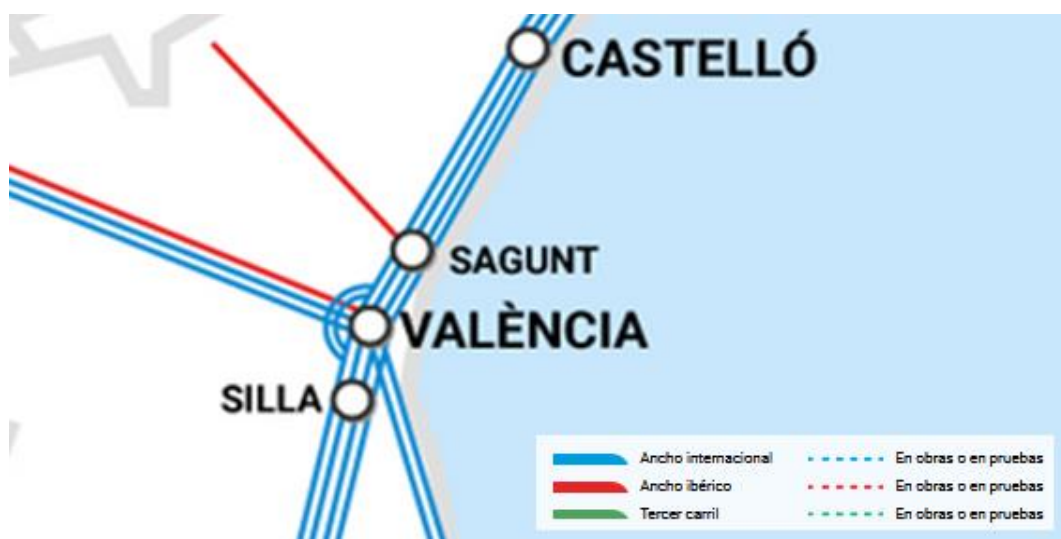 CASTELLÓ
SAGUNT
VALÈNCIA
SILLA
Ancho internacional
En obras o en pruebas
Ancho ibérico
En obras o en pruebas
Tercer carril
En obras o en pruebas